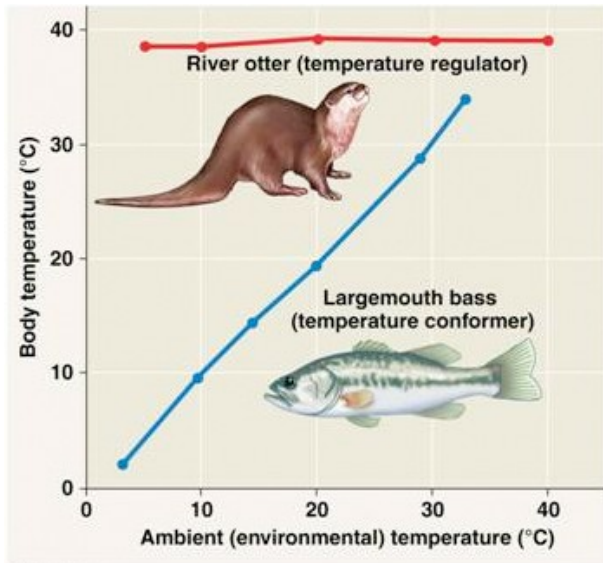 40
River otter (temperature regulator)
30
20
Largemouth bass
(temperature conformer)
10
0
Body temperature (°C)
0 10 20 30 40
Ambient (environmental) temperature (°C)